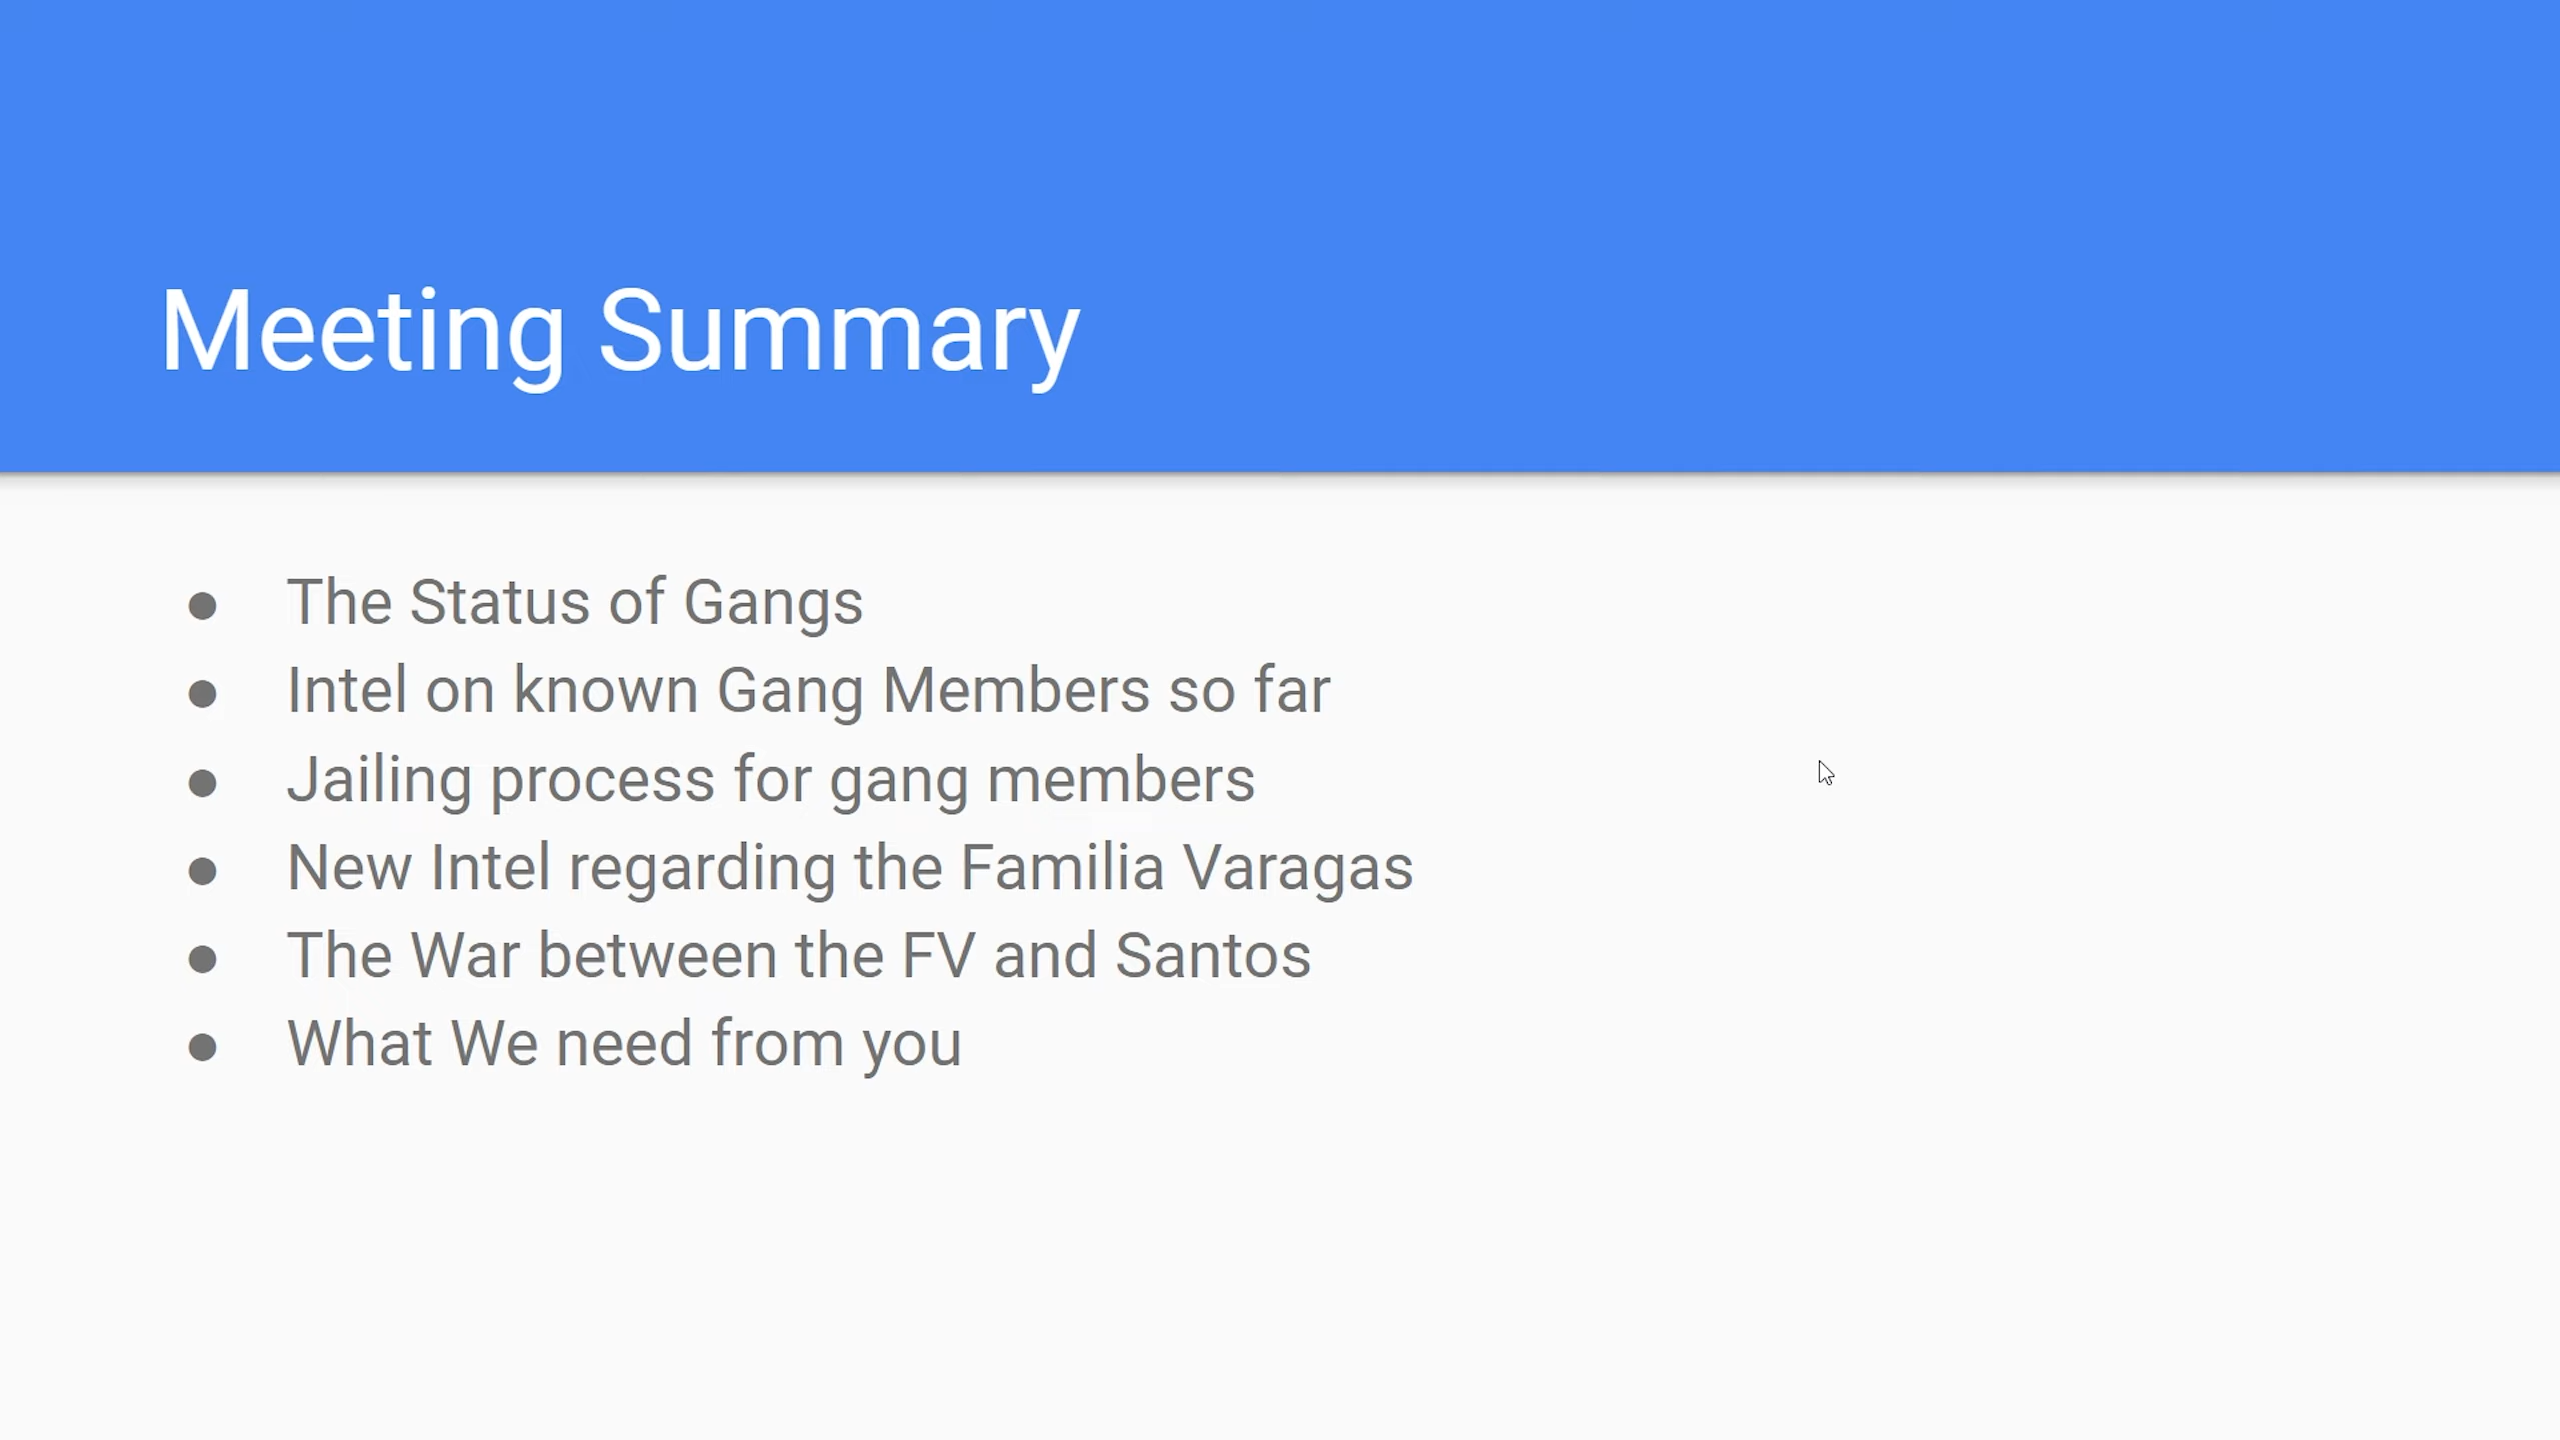 Meeting Summary
● The Status of Gangs
● Intel on known Gang Members so far
● Jailing process for gang members
● New Intel regarding the Familia Varagas
● The War between the FV and Santos
● What We need from you